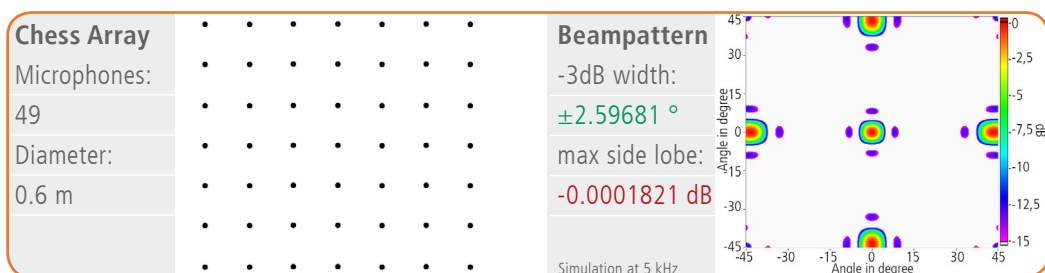 Chess Array
Microphones:
49
Diameter:
0.6 m
Beampattern
-3dB width:
±2.59681 °
max side lobe:
-0.0001821 dB
Simulation at 5 kHz
Angle in degree
45
30
15
0
-15
-30
-45
-45
-30
-15
0
15
30
45
Angle in degree
-0
-2,5
-5
-7,5
-10
-12,5
-15
dB